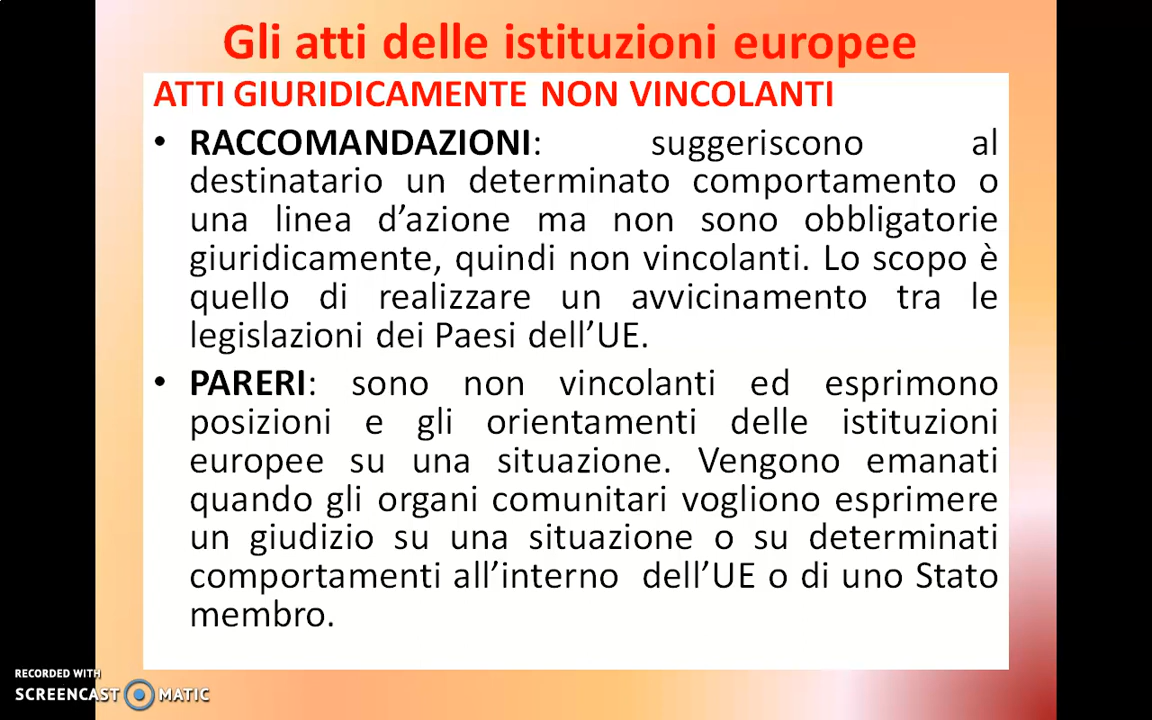 Gli atti delle istituzioni europee
ATTI GIURIDICAMENTE NON VINCOLANTI
• RACCOMANDAZIONI: suggeriscono al
destinatario un determinato comportamento o
una linea d’azione ma non sono obbligatorie
giuridicamente, quindi non vincolanti. Lo scopo è
quello di realizzare un avvicinamento tra le
legislazioni dei Paesi dell’UE.
• PARERI: sono non vincolanti ed esprimono
posizioni e gli orientamenti delle istituzioni
europee su una situazione. Vengono emanati
quando gli organi comunitari vogliono esprimere
un giudizio su una situazione o su determinati
comportamenti all’interno dell’UE o di uno Stato
membro.
RECORDED WITH
SCREENCAST MATIC